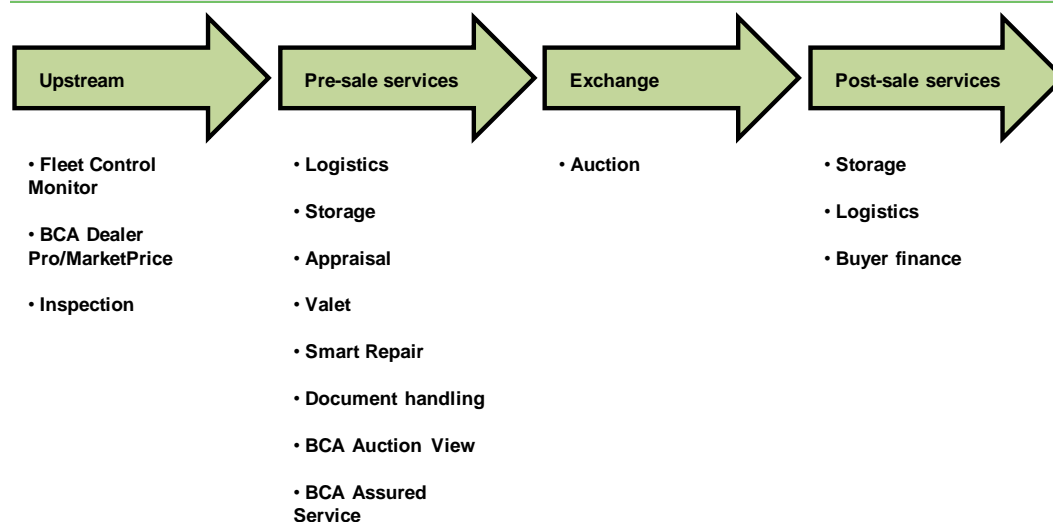 Upstream
Pre-sale services
Exchange
Post-sale services
• Fleet Control
Monitor
• BCA Dealer
Pro/MarketPrice
• Inspection
• Logistics
• Storage
• Appraisal
• Valet
• Smart Repair
• Document handling
• BCA Auction View
• BCA Assured
Service
• Auction
• Storage
• Logistics
• Buyer finance